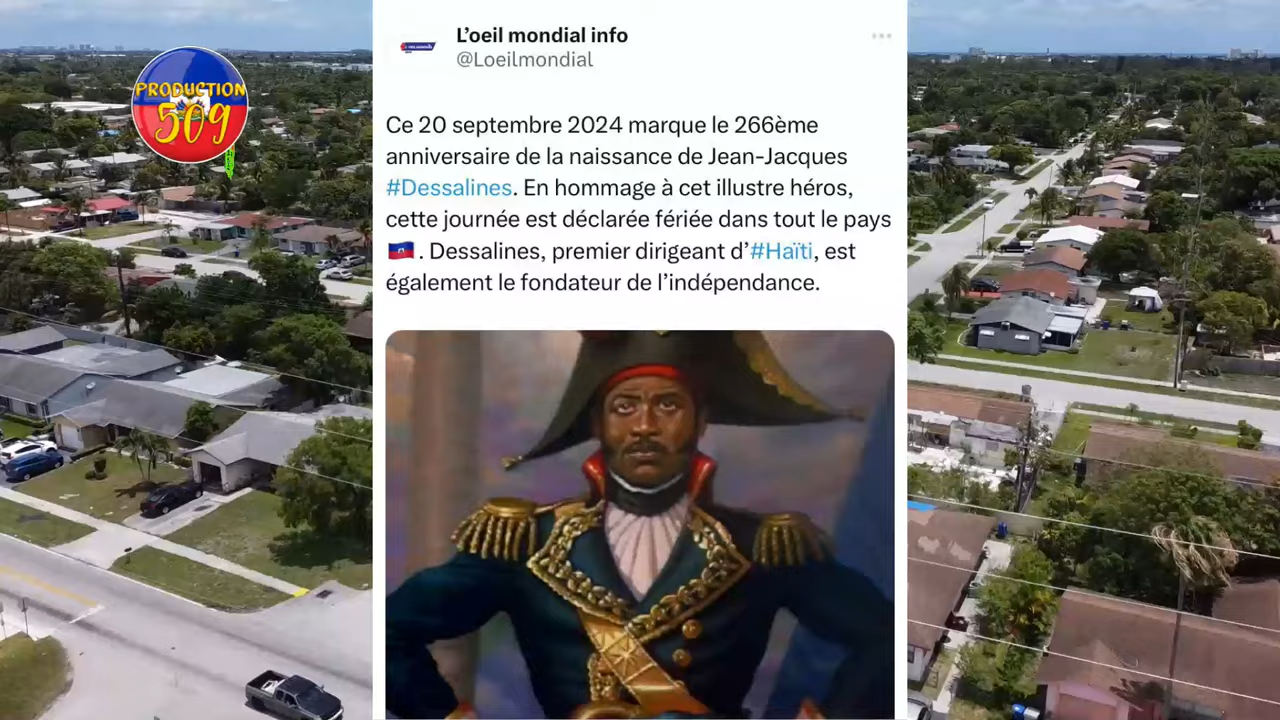 PRODUCTION
509
L'oeil mondial info
@Loeilmondial
Ce 20 septembre 2024 marque le 266ème
anniversaire de la naissance de Jean-Jacques
#Dessalines. En hommage à cet illustre héros,
cette journée est déclarée fériée dans tout le pays
🇭🇹. Dessalines, premier dirigeant d'#Haïti, est
également le fondateur de l'indépendance.